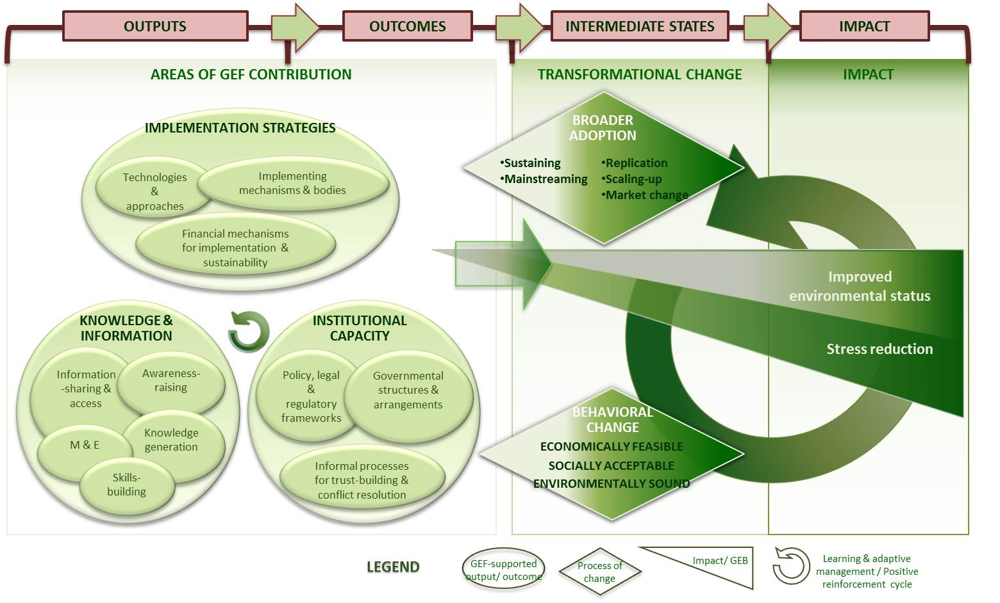 OUTPUTS
OUTCOMES
INTERMEDIATE STATES
IMPACT
AREAS OF GEF CONTRIBUTION
TRANSFORMATIONAL CHANGE
IMPACT
IMPLEMENTATION STRATEGIES
Technologies
&
approaches
Implementing
mechanisms & bodies
Financial mechanisms
for implementation &
sustainability
KNOWLEDGE &
INFORMATION
Information
-sharing &
access
Awareness-
raising
Knowledge
generation
M & E
Skills-
building
INSTITUTIONAL
CAPACITY
Policy, legal
&
regulatory
frameworks
Governmental
structures &
arrangements
Informal processes
for trust-building &
conflict resolution
BROADER
ADOPTION
•Sustaining
•Mainstreaming
•Replication
•Scaling-up
•Market change
Improved
environmental status
Stress reduction
BEHAVIORAL
CHANGE
ECONOMICALLY FEASIBLE
SOCIALLY ACCEPTABLE
ENVIRONMENTALLY SOUND
LEGEND
GEF-supported
output/ outcome
Process of
change
Impact/ GEB
Learning & adaptive
management / Positive
reinforcement cycle